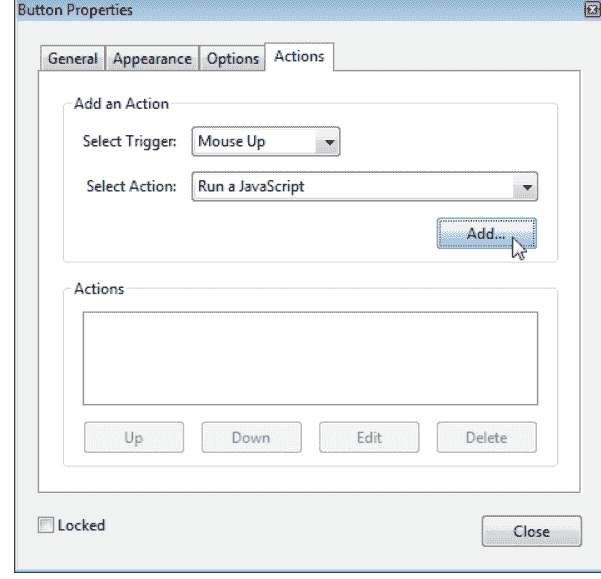 Button Properties
General Appearance Options Actions
Add an Action
Select Trigger: Mouse Up
Select Action: Run a JavaScript
Add...
Actions
Up Down Edit Delete
Locked
Close